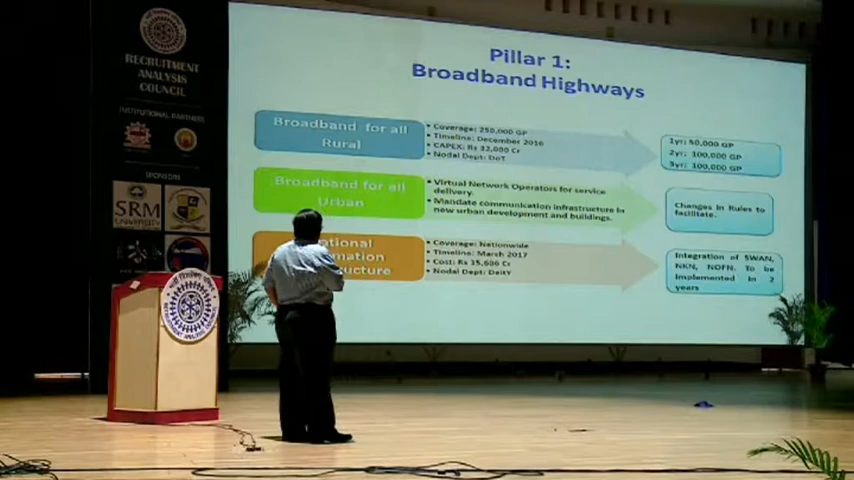 RECRUITMENT
ANALYSIS
COUNCIL
INSTITUTIONAL PARTNERS
SPONSORS
SRM
UNIVERSITY
Pillar 1:
Broadband Highways
Broadband for all
Rural
• Coverage: 250,000 GP
• Timeline: December 2016
• CAPEX: Rs 32,000 Cr
• Nodal Dept: DoT
1yr: 50,000 GP
2yr: 100,000 GP
3yr: 100,000 GP
Broadband for all
Urban
• Virtual Network Operators for service
delivery.
• Mandate communication infrastructure in
new urban development and buildings.
Changes in Rules to
facilitate.
• Coverage: Nationwide
• Timeline: March 2017
• Cost: Rs 15,686 Cr
• Nodal Dept: DeitY
Integration of SWAN,
NKN, NOFN. To be
implemented in 2
years
RECRUITMENT ANALYSIS COUNCIL